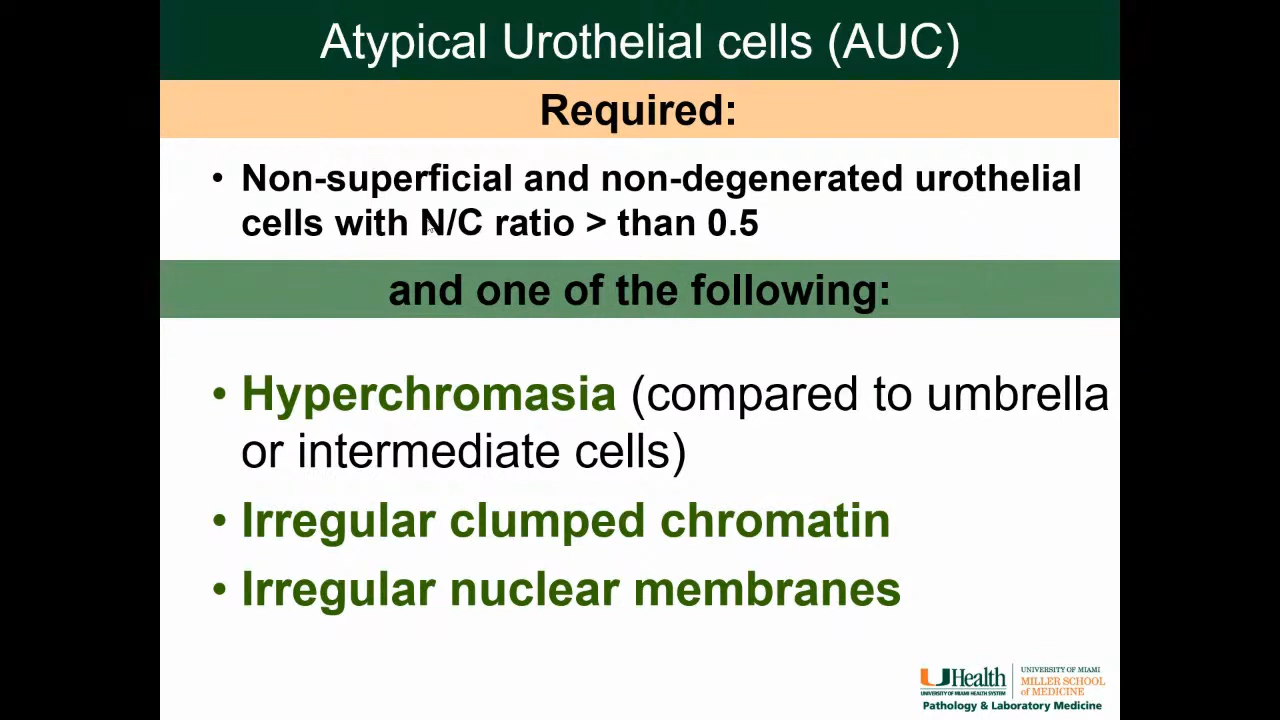 Atypical Urothelial cells (AUC)
Required:
• Non-superficial and non-degenerated urothelial
cells with N/C ratio > than 0.5
and one of the following:
• Hyperchromasia (compared to umbrella
or intermediate cells)
• Irregular clumped chromatin
• Irregular nuclear membranes
UHealth
UNIVERSITY OF MIAMI HEALTH SYSTEM
UNIVERSITY OF MIAMI
MILLER SCHOOL
of MEDICINE
Pathology & Laboratory Medicine